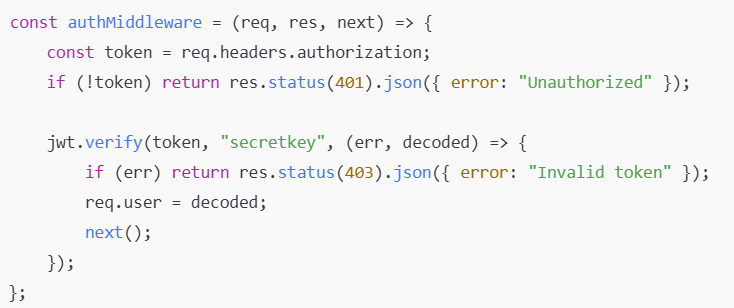 const authMiddleware = (req, res, next) => {
    const token = req.headers.authorization;
    if (!token) return res.status(401).json({ error: "Unauthorized" });

    jwt.verify(token, "secretkey", (err, decoded) => {
        if (err) return res.status(403).json({ error: "Invalid token" });
        req.user = decoded;
        next();
    });
};